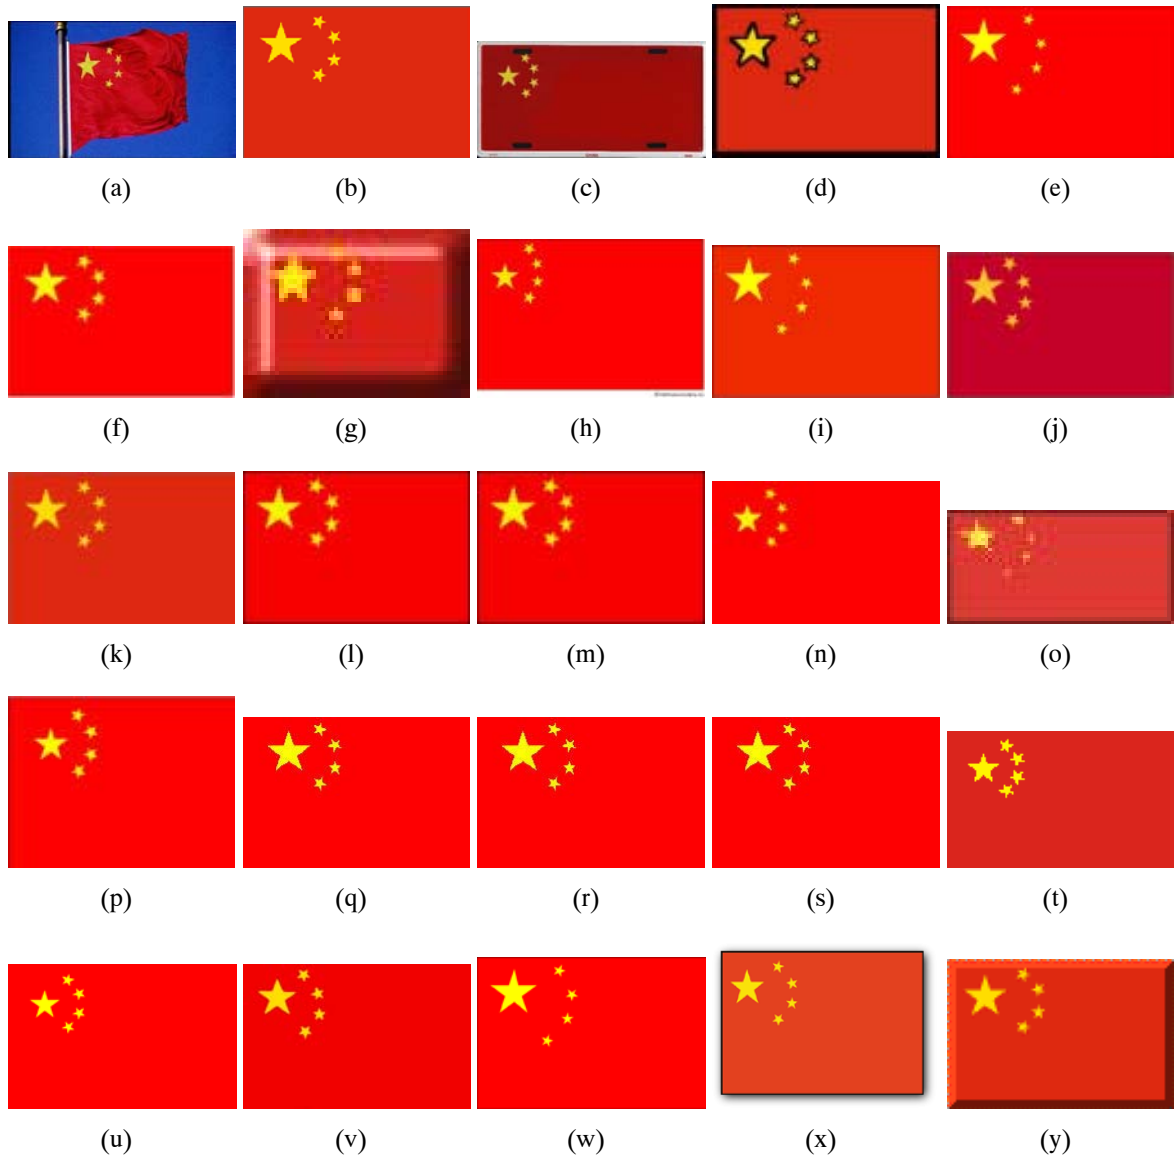 (a) (b) (c) (d) (e)
(f) (g) (h) (i) (j)
(k) (l) (m) (n) (o)
(p) (q) (r) (s) (t)
(u) (v) (w) (x) (y)